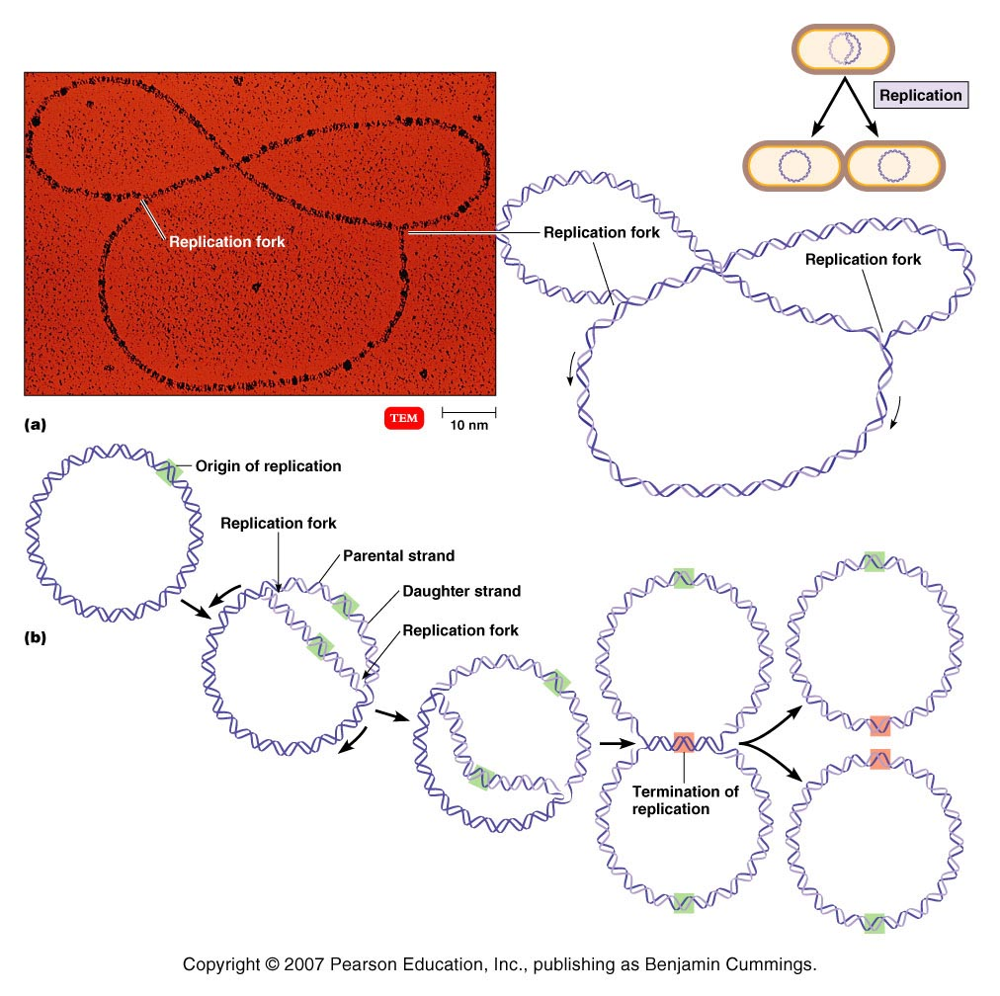 Replication
Replication fork
Replication fork
Replication fork
TEM
10 nm
(a)
Origin of replication
Replication fork
Parental strand
Daughter strand
Replication fork
(b)
Termination of
replication
Copyright © 2007 Pearson Education, Inc., publishing as Benjamin Cummings.